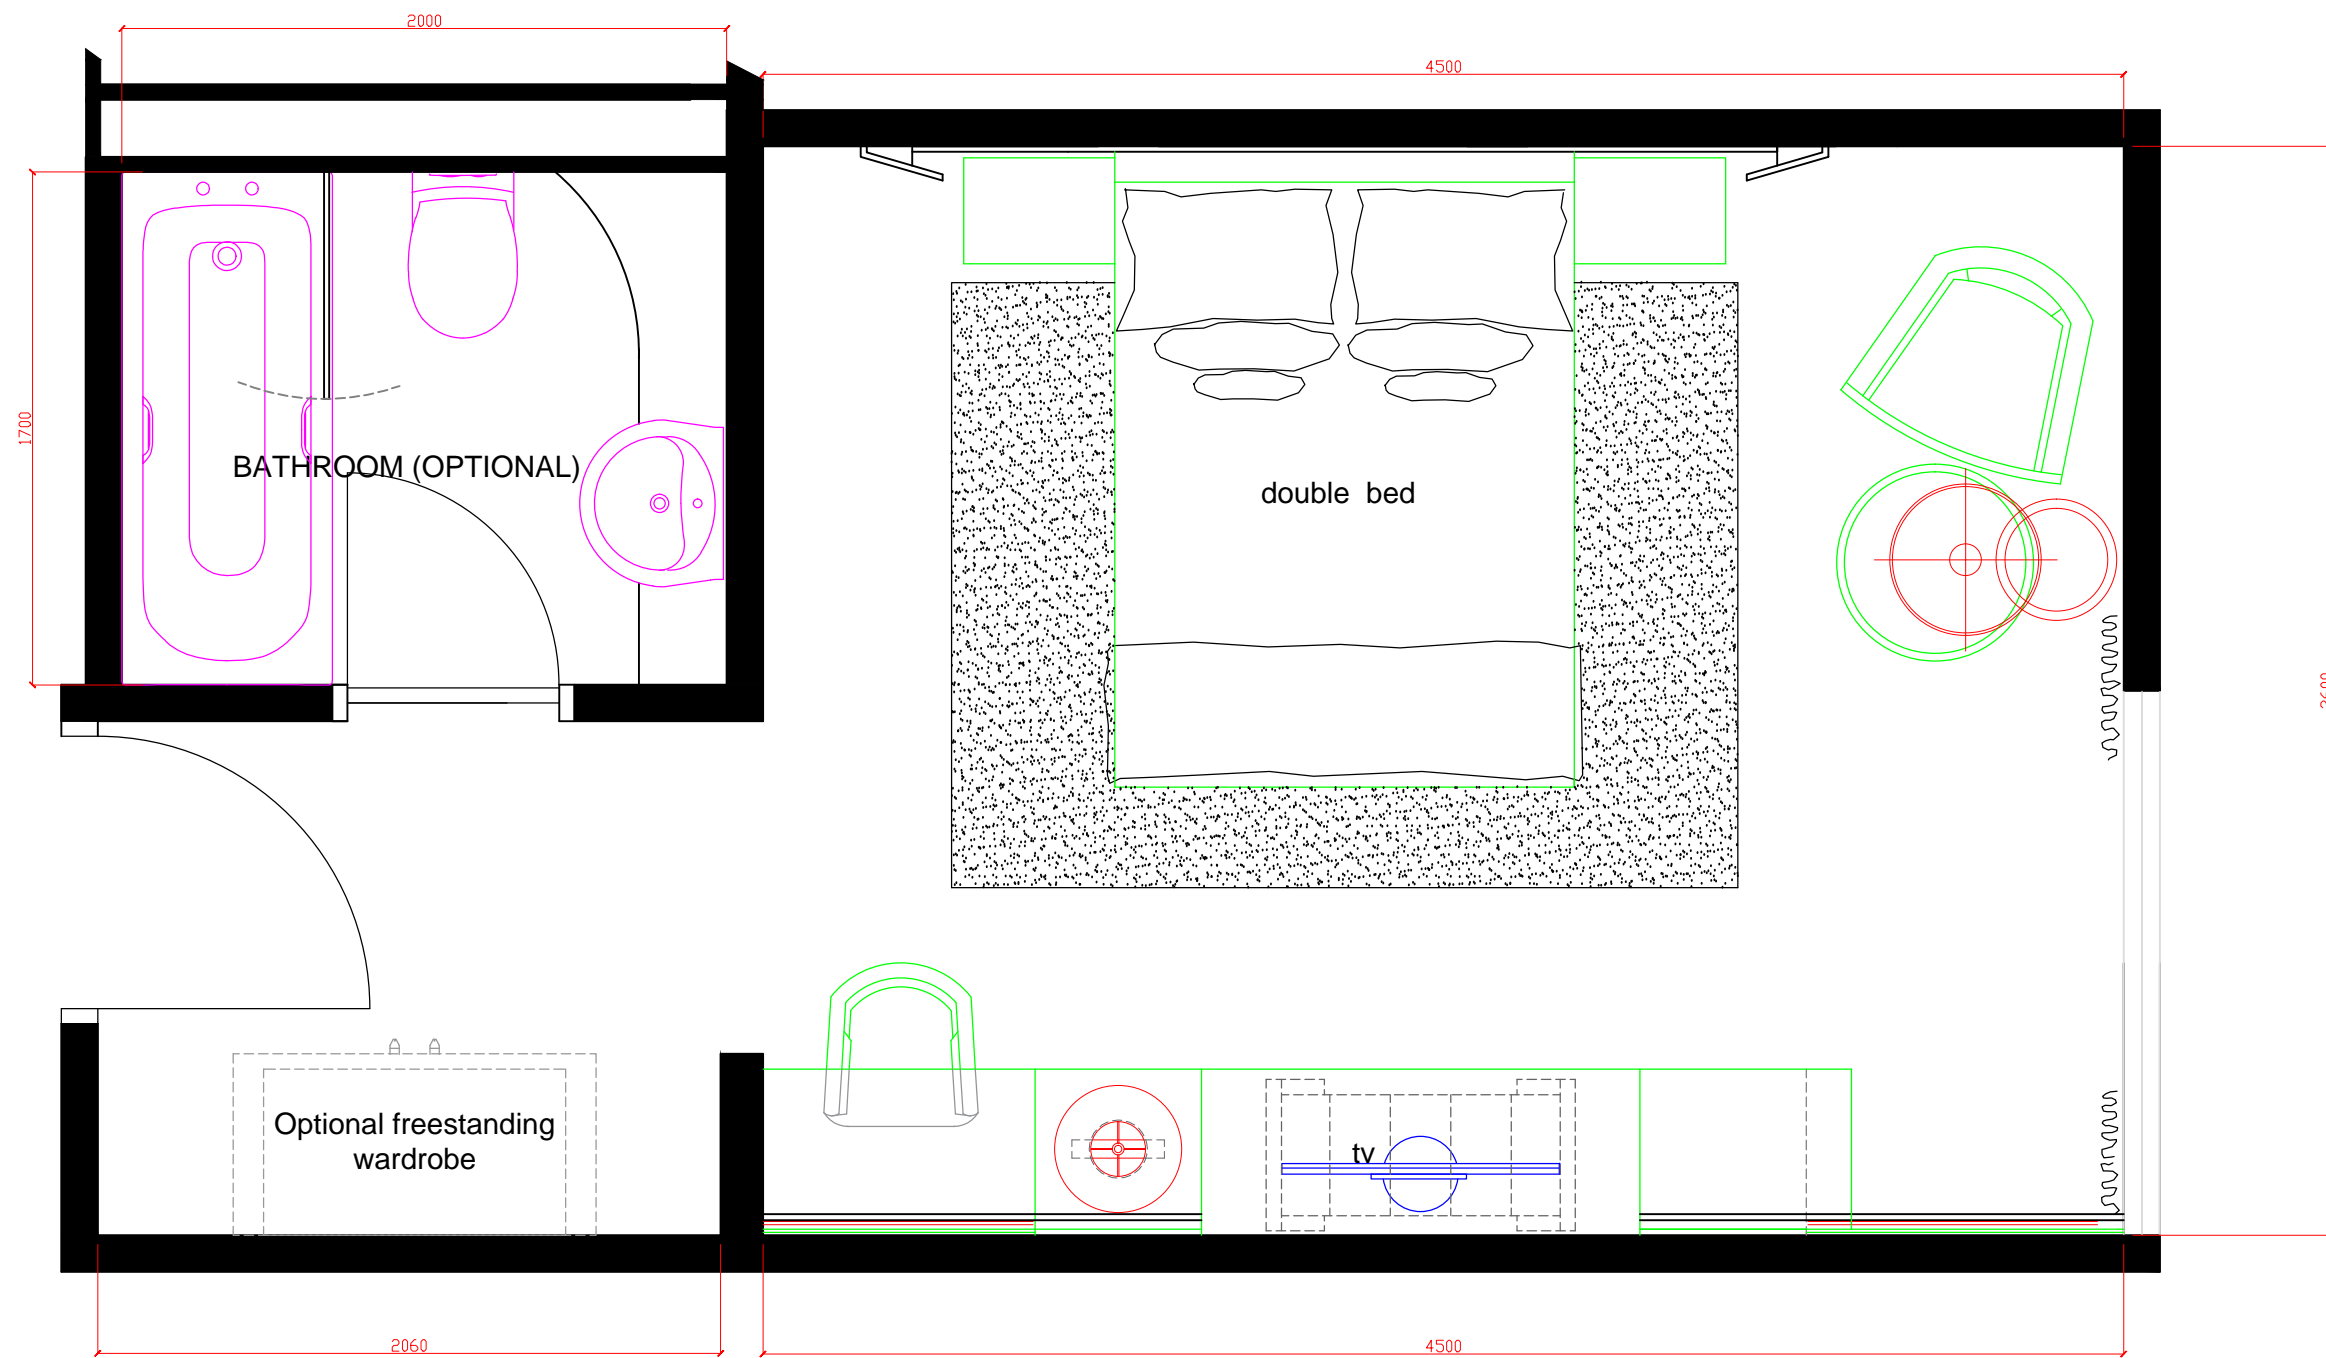 2000
4500
1700
BATHROOM (OPTIONAL)
double bed
Optional freestanding
wardrobe
tv
2060
4500